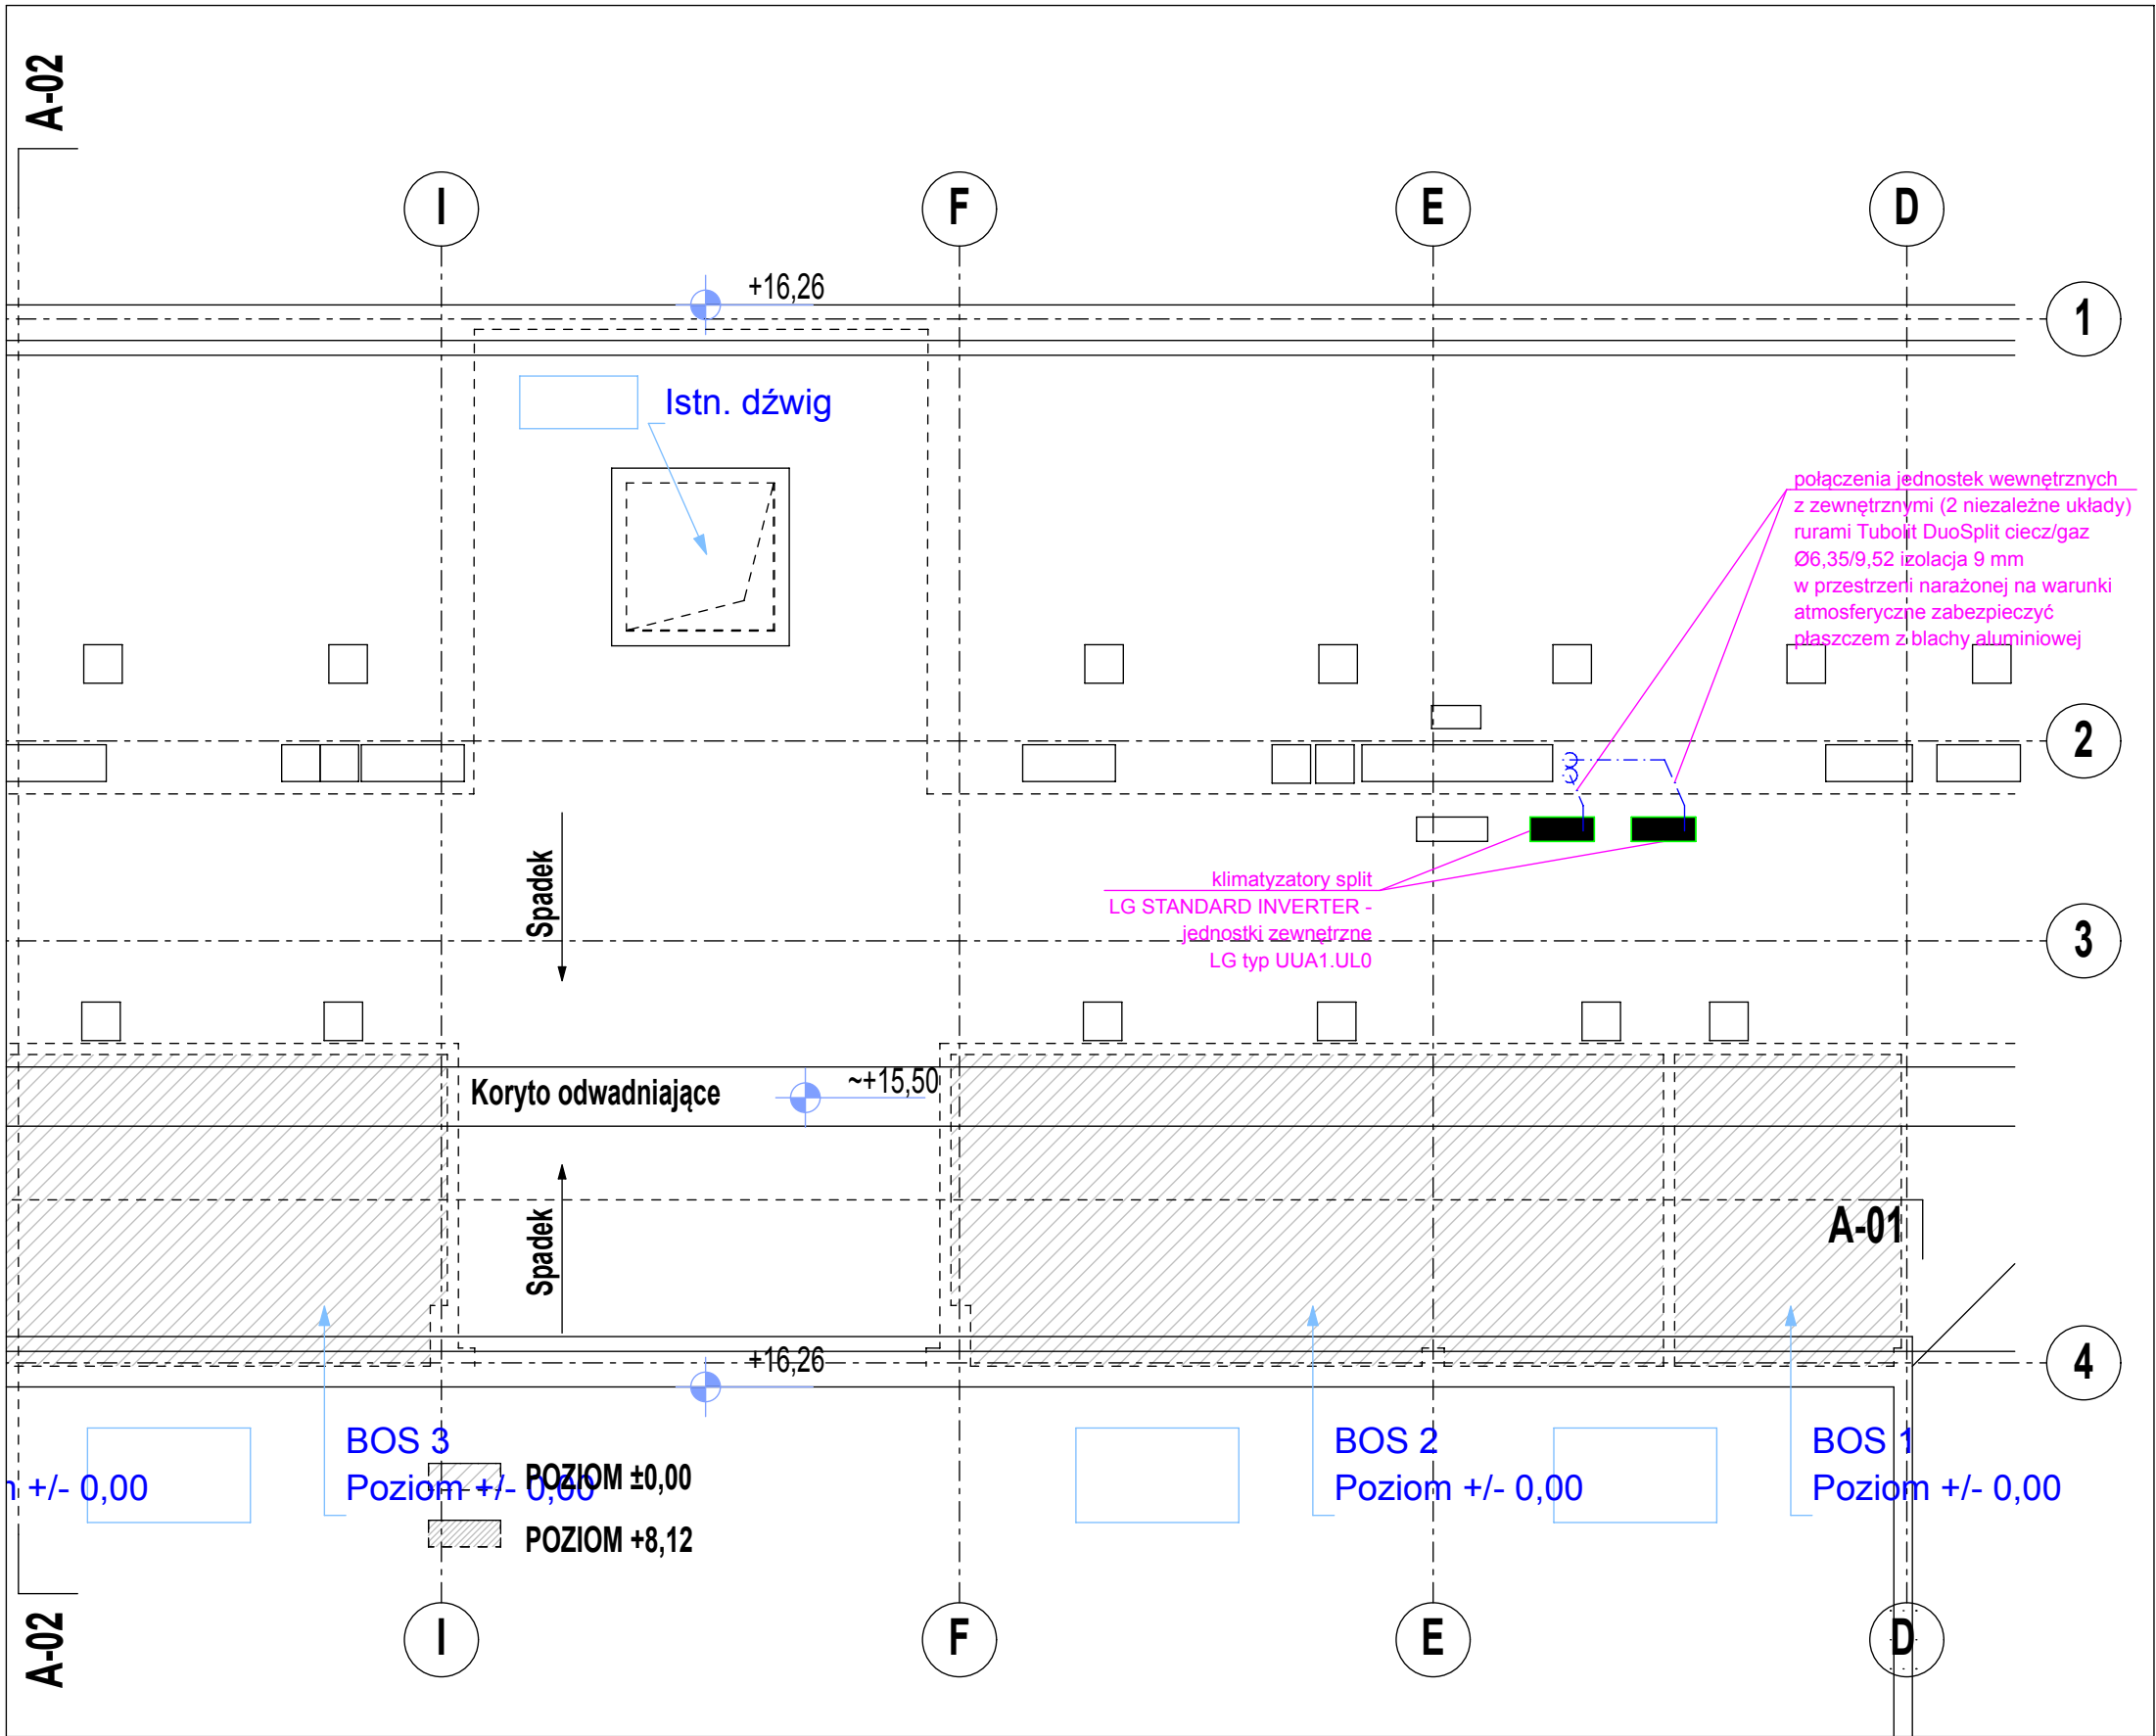 A-02
I
F
E
D
+16,26
1
Istn. dźwig
połączenia jednostek wewnętrznych
z zewnętrznymi (2 niezależne układy)
rurami Tubolit DuoSplit ciecz/gaz
Ø6,35/9,52 izolacja 9 mm
w przestrzeni narażonej na warunki
atmosferyczne zabezpieczyć
płaszczem z blachy aluminiowej
2
Spadek
klimatyzatory split
LG STANDARD INVERTER -
jednostki zewnętrzne
LG typ UUA1.UL0
3
Koryto odwadniające
~+15,50
Spadek
A-01
+16,26
4
BOS 3
Poziom +/- 0,00
BOS 2
Poziom +/- 0,00
BOS 1
Poziom +/- 0,00
+/- 0,00
POZIOM ±0,00
POZIOM +8,12
A-02
I
F
E
D